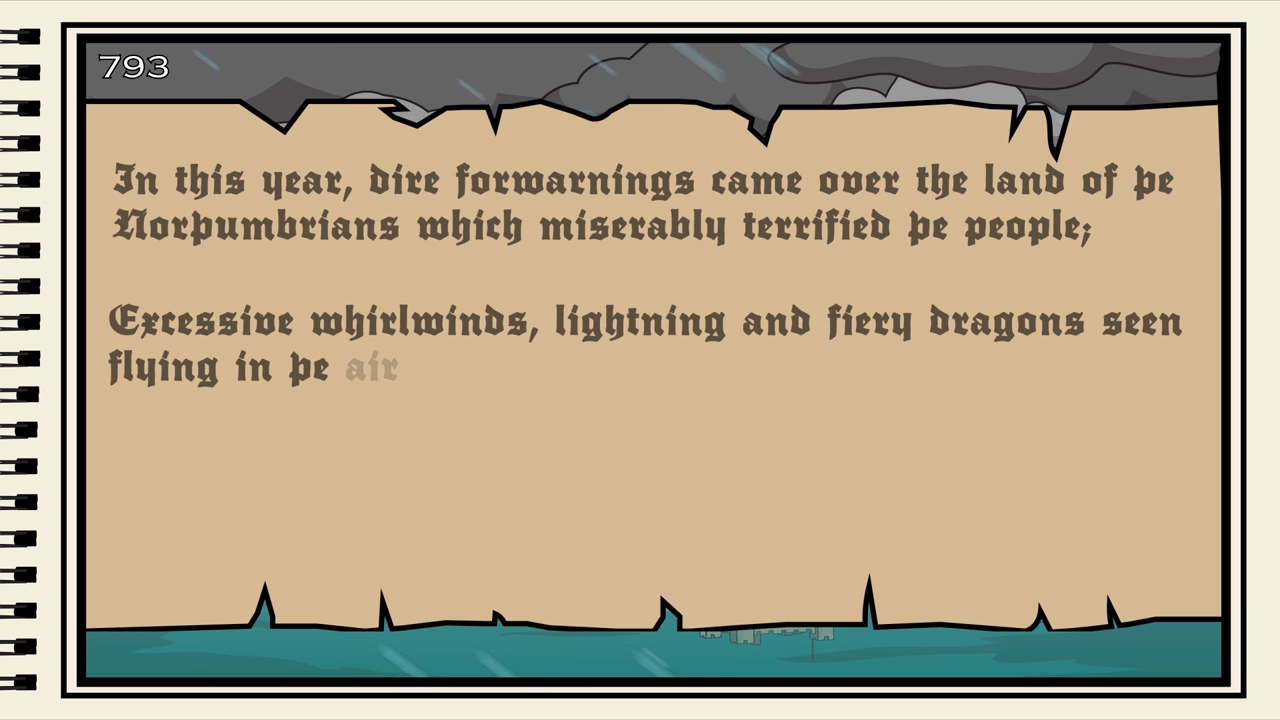 793
In this year, dire forwarnings came over the land of þe
Norþumbrians which miserably terrified þe people;
Excessive whirlwinds, lightning and fiery dragons seen
flying in þe air